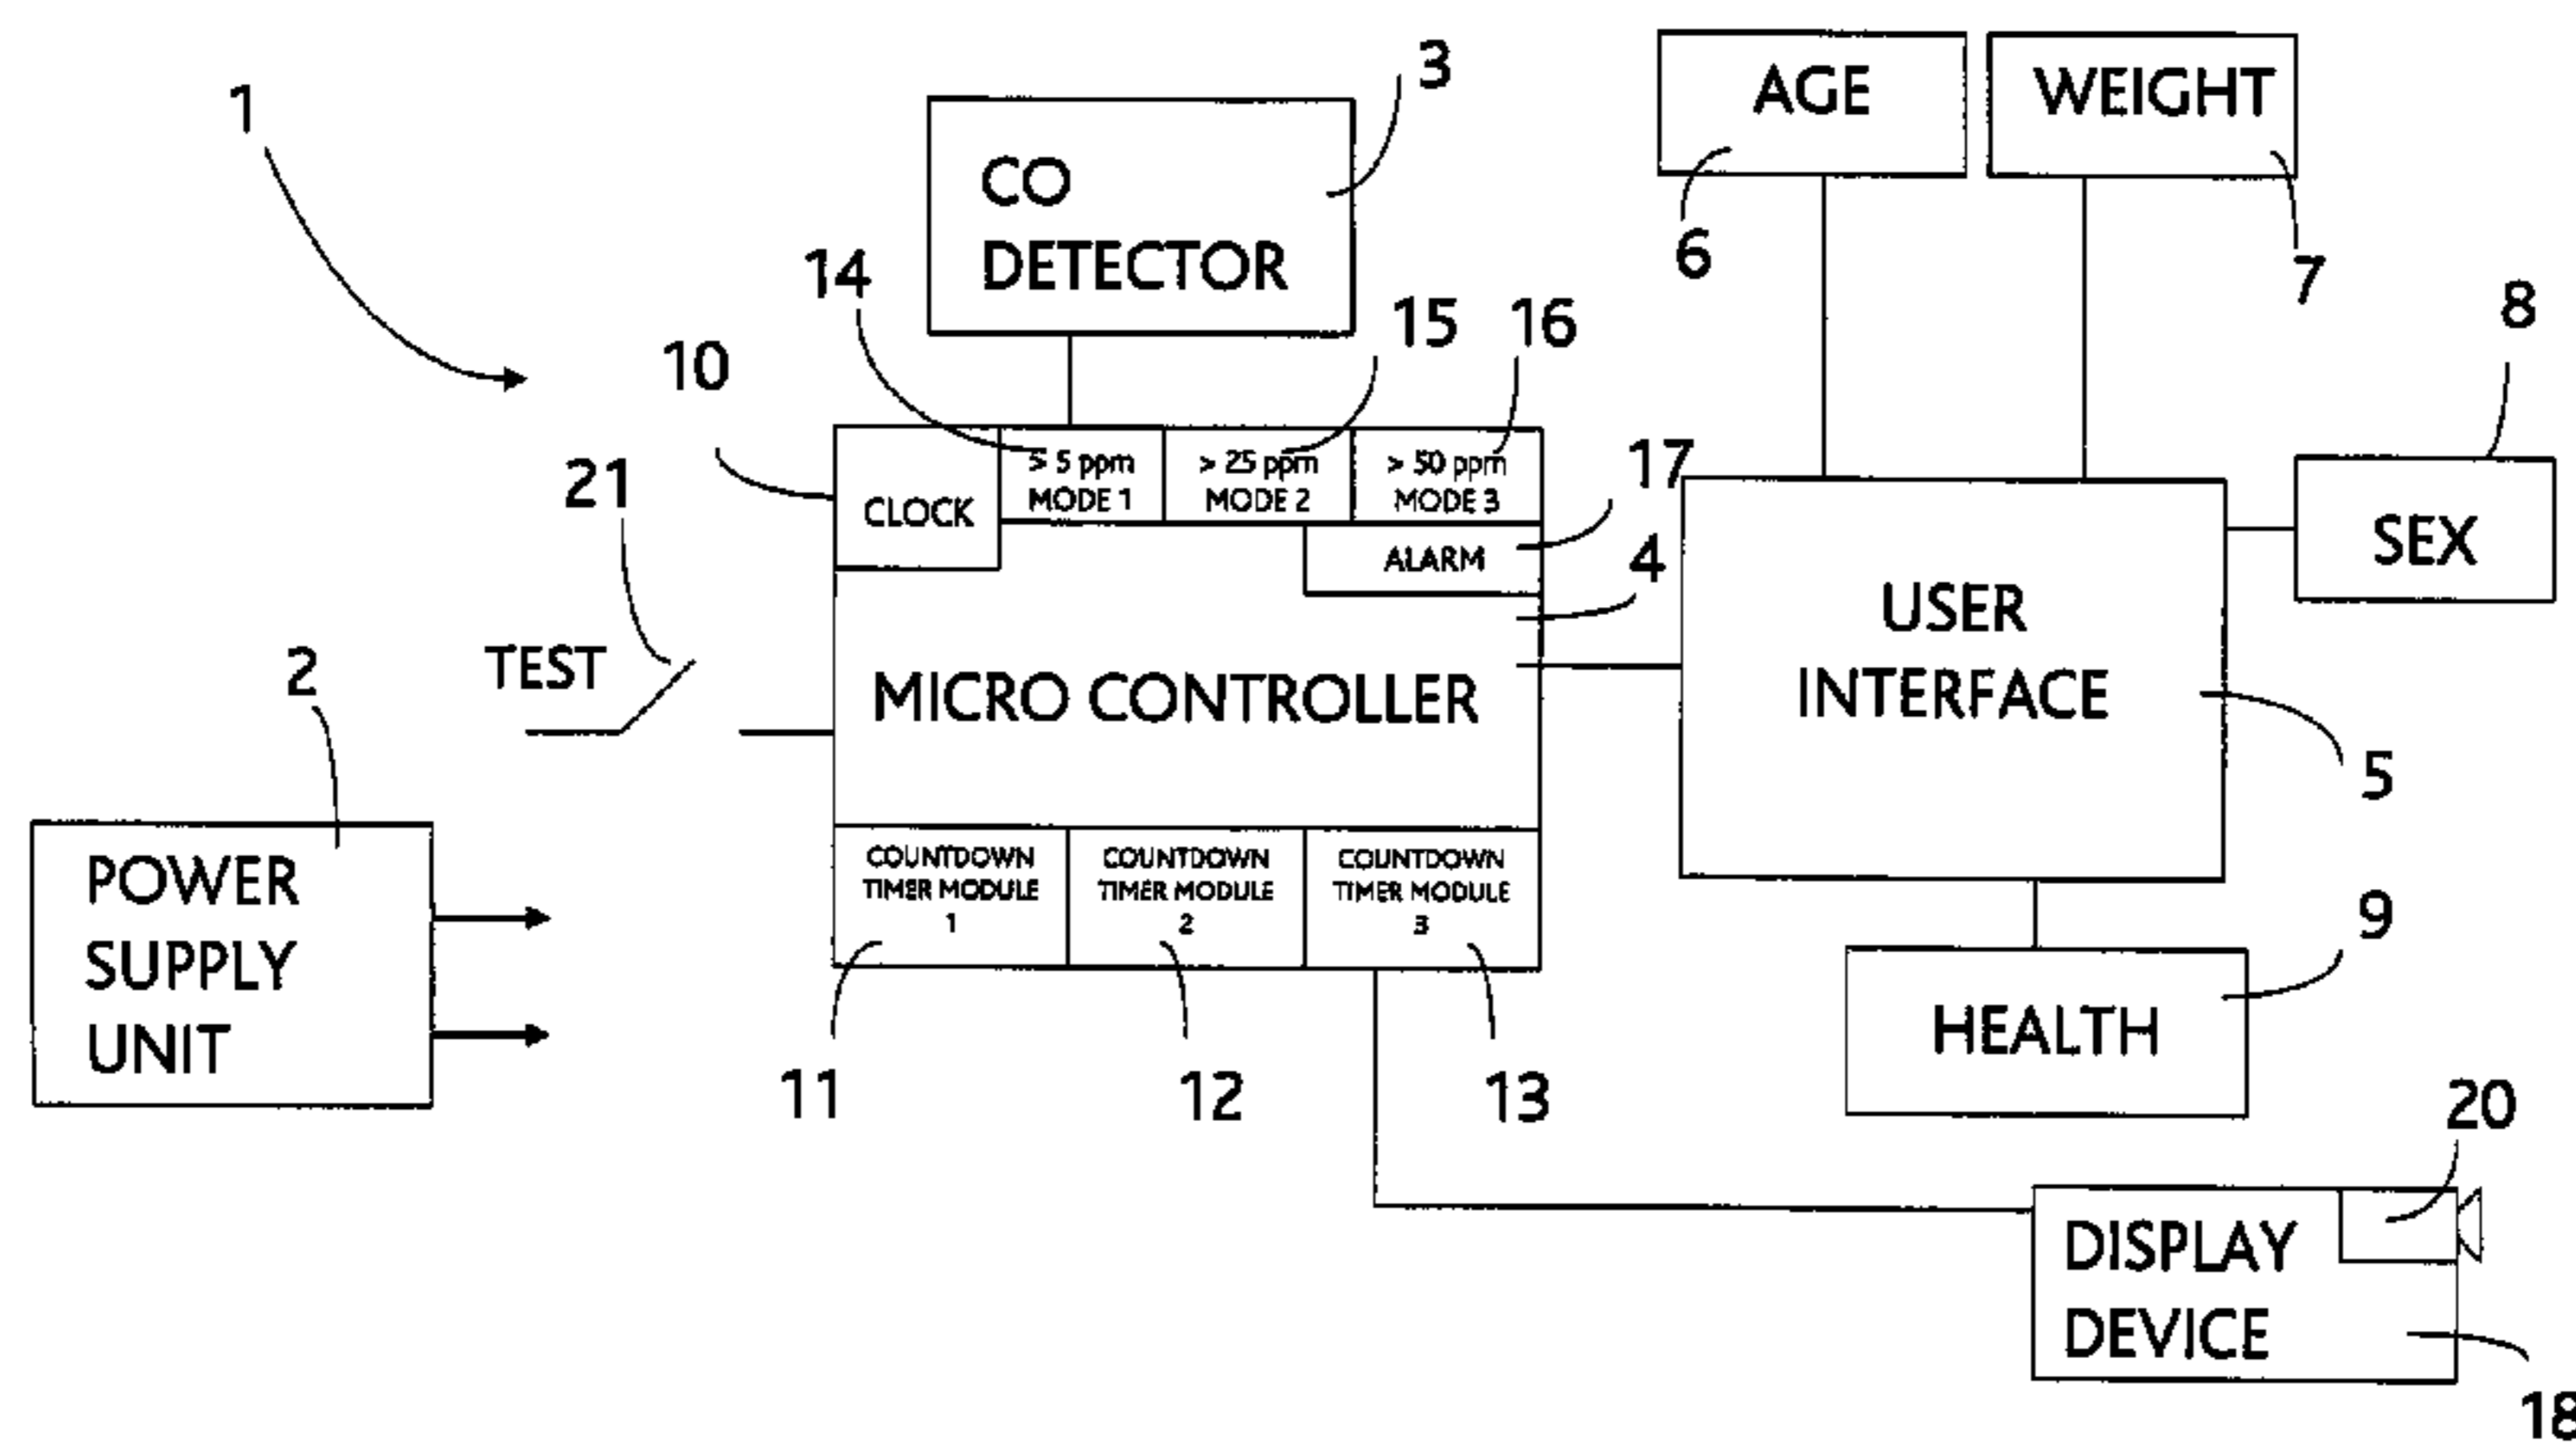 1
3
CO
DETECTOR
AGE
6
WEIGHT
7
8
SEX
14
15
16
10
21
17
4
CLOCK
> 5 ppm
MODE 1
> 25 ppm
MODE 2
> 50 ppm
MODE 3
ALARM
TEST
2
MICRO CONTROLLER
USER
INTERFACE
5
POWER
SUPPLY
UNIT
COUNTDOWN
TIMER MODULE
1
COUNTDOWN
TIMER MODULE
2
COUNTDOWN
TIMER MODULE
3
11
12
13
9
HEALTH
20
DISPLAY
DEVICE
18